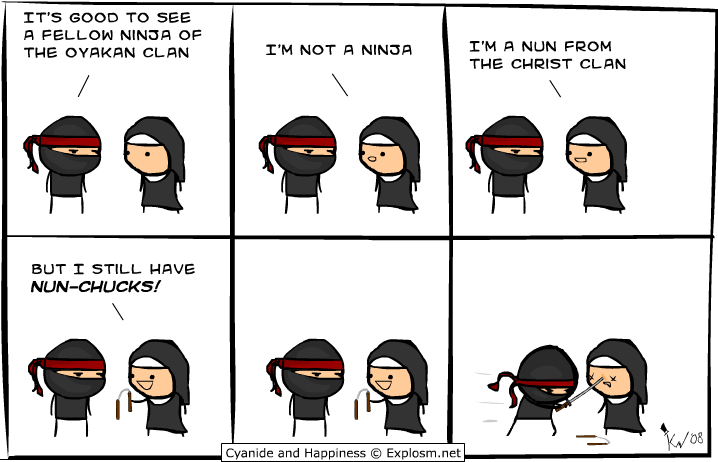 IT'S GOOD TO SEE
A FELLOW NINJA OF
THE OYAKAN CLAN
I'M NOT A NINJA
I'M A NUN FROM
THE CHRIST CLAN
BUT I STILL HAVE
NUN-CHUCKS!
Cyanide and Happiness © Explosm.net